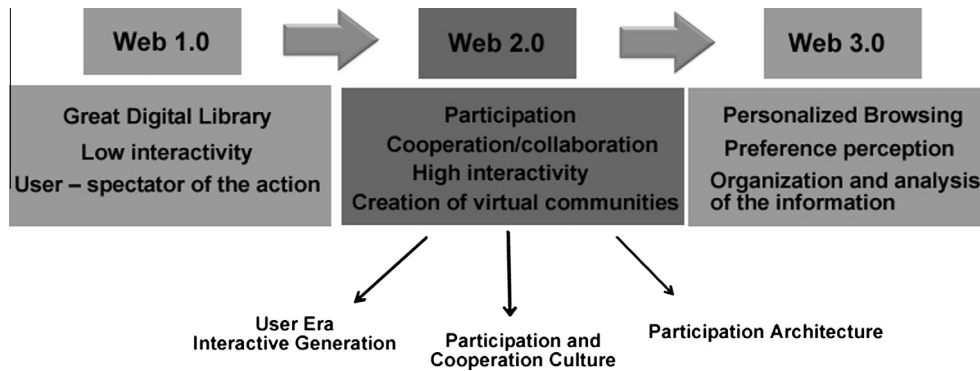 Web 1.0
Web 2.0
Web 3.0
Great Digital Library
Low interactivity
User – spectator of the action
Participation
Cooperation/collaboration
High interactivity
Creation of virtual communities
Personalized Browsing
Preference perception
Organization and analysis
of the information
User Era
Interactive Generation
Participation and
Cooperation Culture
Participation Architecture